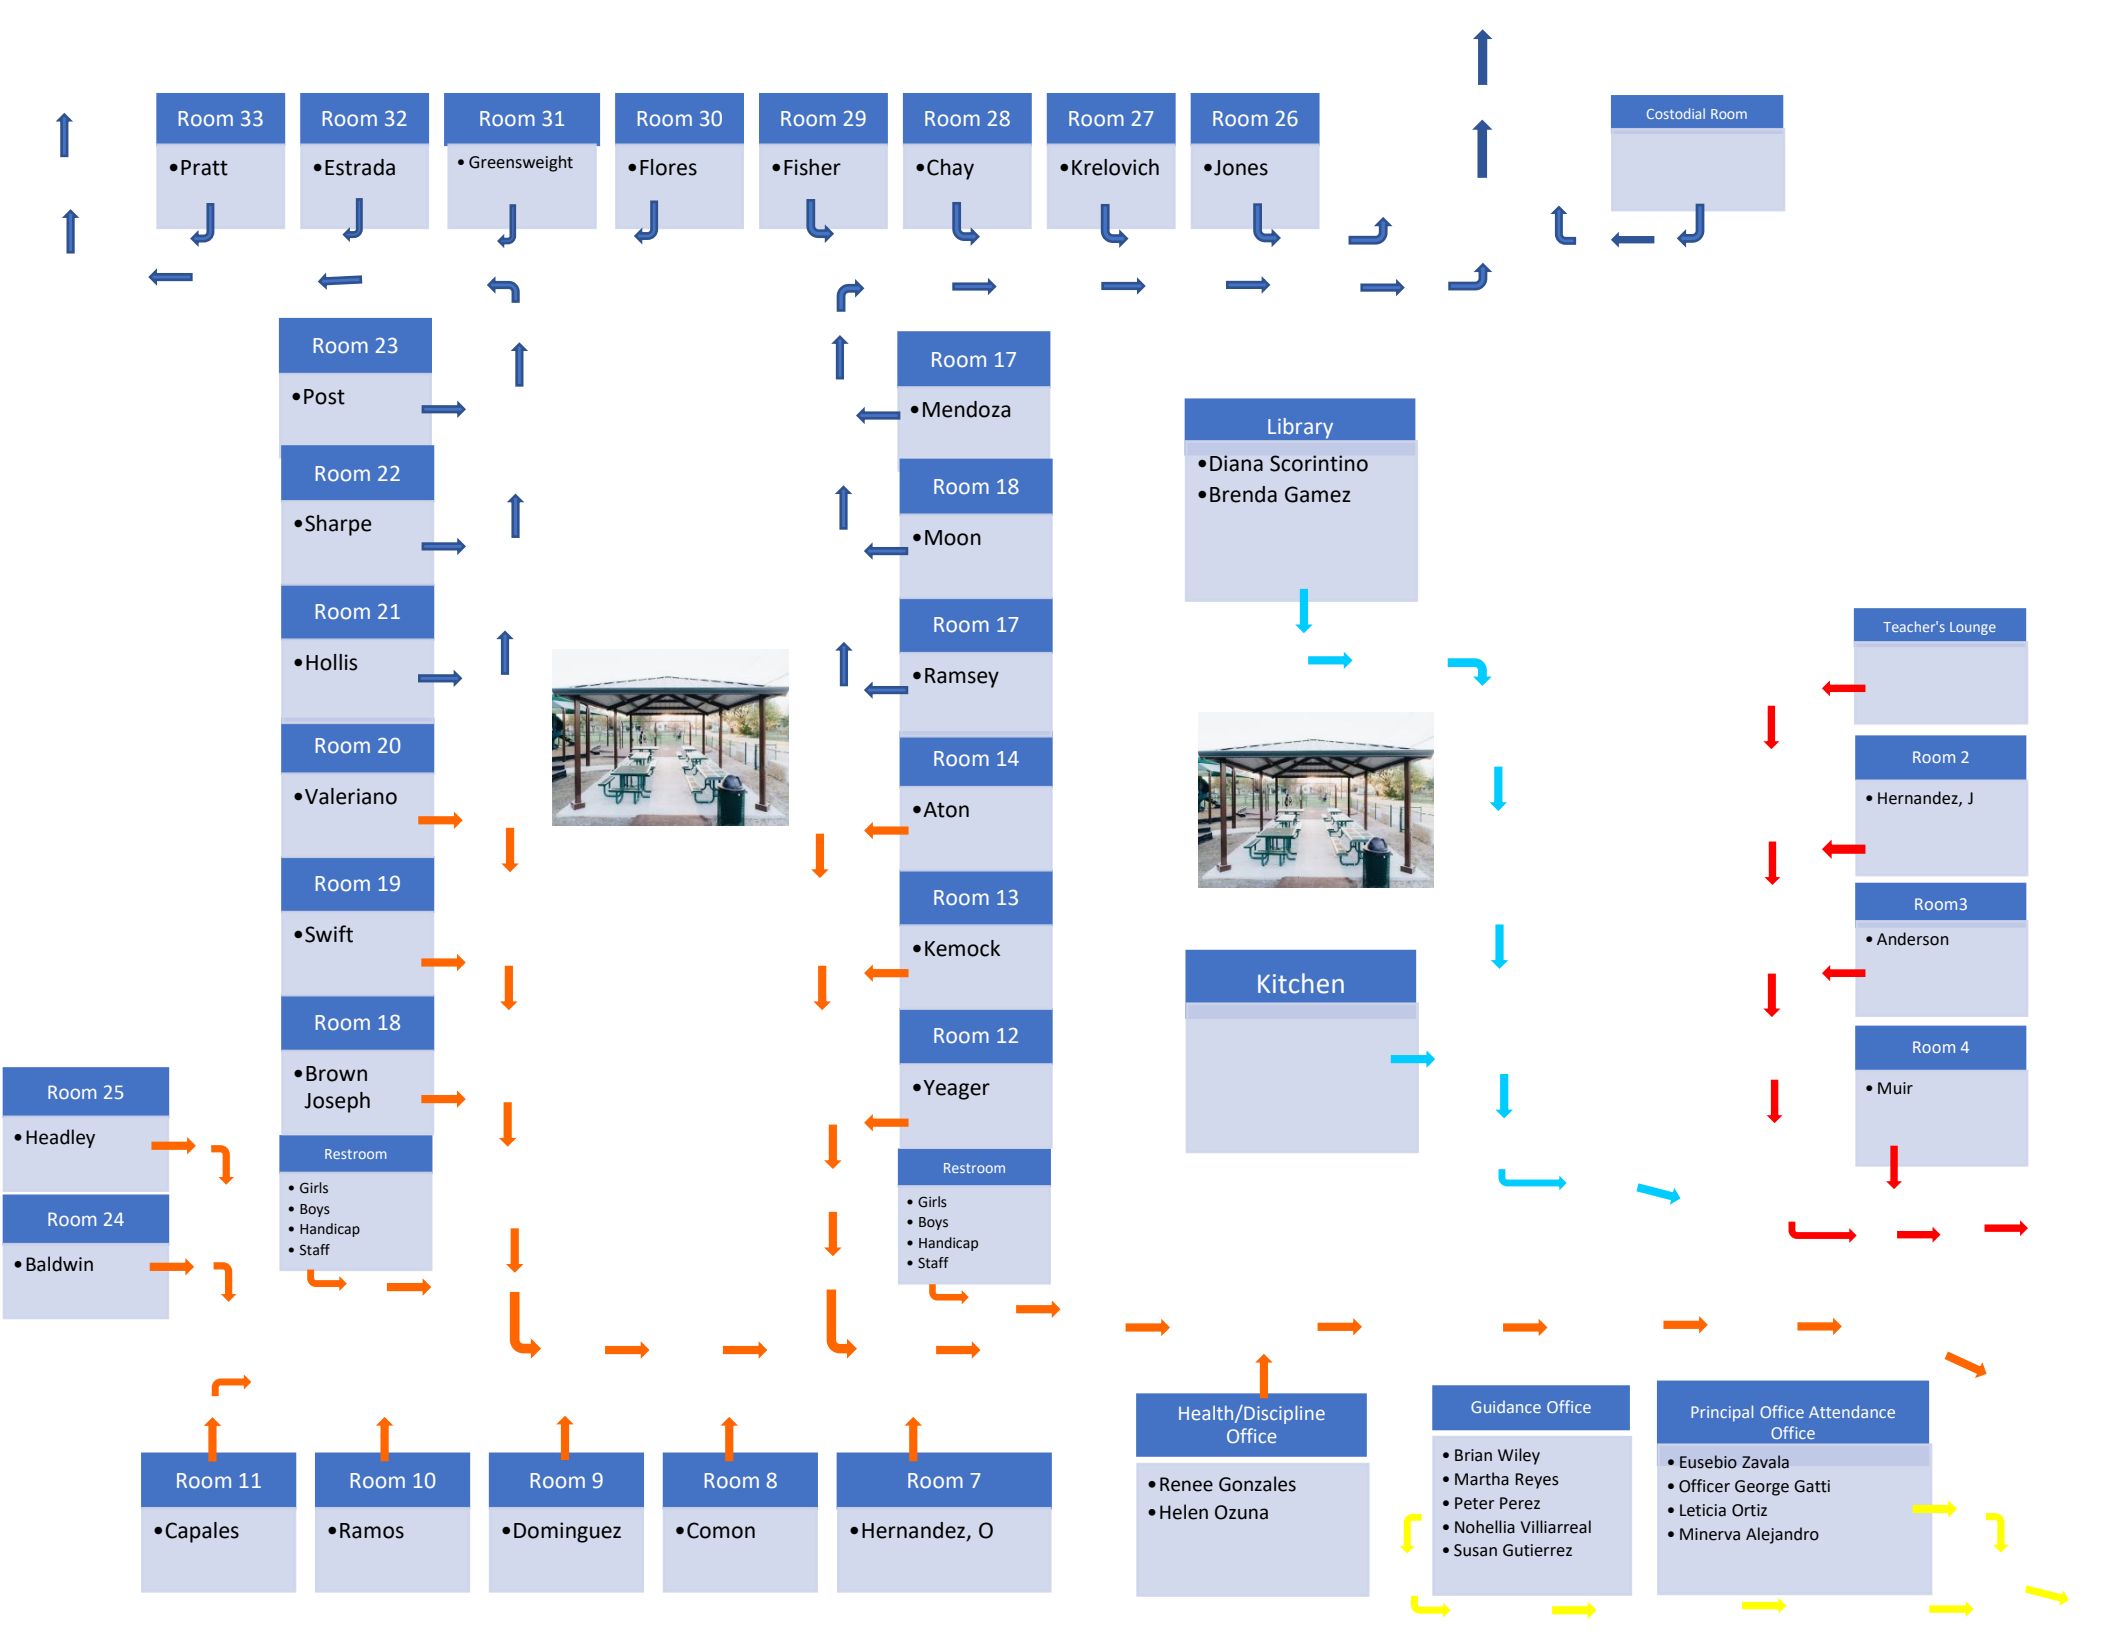 Room 33
•Pratt
Room 32
•Estrada
Room 31
• Greensweight
Room 30
•Flores
Room 29
•Fisher
Room 28
•Chay
Room 27
•Krelovich
Room 26
•Jones
Costodial Room
Room 23
•Post
Room 22
•Sharpe
Room 21
•Hollis
Room 20
•Valeriano
Room 19
•Swift
Room 18
•Brown
Joseph
Restroom
• Girls
• Boys
• Handicap
• Staff
Room 17
•Mendoza
Room 18
•Moon
Room 17
•Ramsey
Room 14
•Aton
Room 13
•Kemock
Room 12
•Yeager
Restroom
• Girls
• Boys
• Handicap
• Staff
Library
•Diana Scorintino
•Brenda Gamez
Kitchen
Teacher's Lounge
Room 2
• Hernandez, J
Room3
• Anderson
Room 4
• Muir
Room 25
•Headley
Room 24
•Baldwin
Room 11
•Capales
Room 10
•Ramos
Room 9
•Dominguez
Room 8
•Comon
Room 7
•Hernandez, O
Health/Discipline
Office
•Renee Gonzales
•Helen Ozuna
Guidance Office
• Brian Wiley
• Martha Reyes
• Peter Perez
• Nohellia Villiarreal
• Susan Gutierrez
Principal Office Attendance
Office
• Eusebio Zavala
• Officer George Gatti
• Leticia Ortiz
• Minerva Alejandro